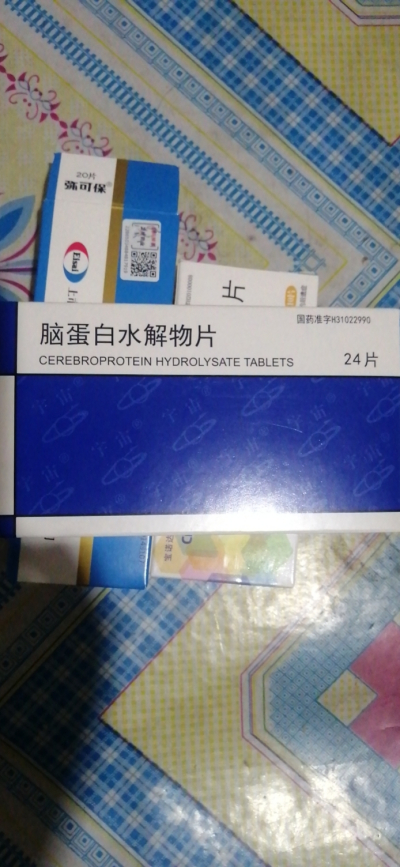 20片
弥可保
Eisai
片
国药准字H31022990
脑蛋白水解物片
CEREBROPROTEIN HYDROLYSATE TABLETS
24片